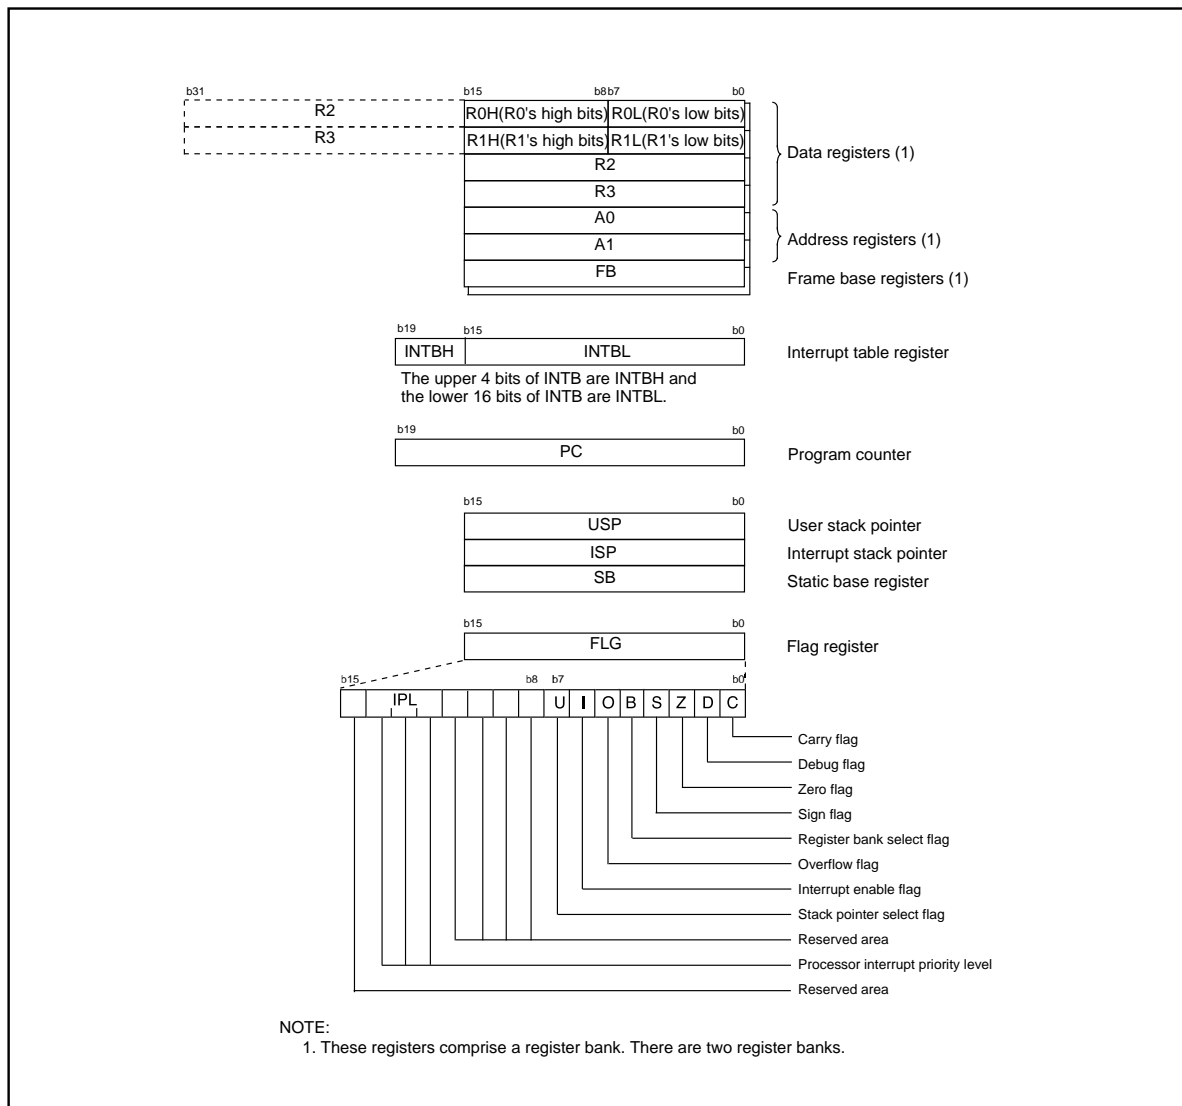 b31 b15 b8b7 b0
R2 R0H(R0's high bits) R0L(R0's low bits)
R3 R1H(R1's high bits) R1L(R1's low bits)
Data registers (1)
R2
R3
A0
Address registers (1)
A1
FB
Frame base registers (1)
b19 b15 b0
INTBH INTBL Interrupt table register
The upper 4 bits of INTB are INTBH and
the lower 16 bits of INTB are INTBL.
b19 b0
PC Program counter
b15 b0
USP User stack pointer
ISP Interrupt stack pointer
SB Static base register
b15 b0
FLG Flag register
b15 b8 b7 b0
IPL U I O B S Z D C
Carry flag
Debug flag
Zero flag
Sign flag
Register bank select flag
Overflow flag
Interrupt enable flag
Stack pointer select flag
Reserved area
Processor interrupt priority level
Reserved area
NOTE:
1. These registers comprise a register bank. There are two register banks.